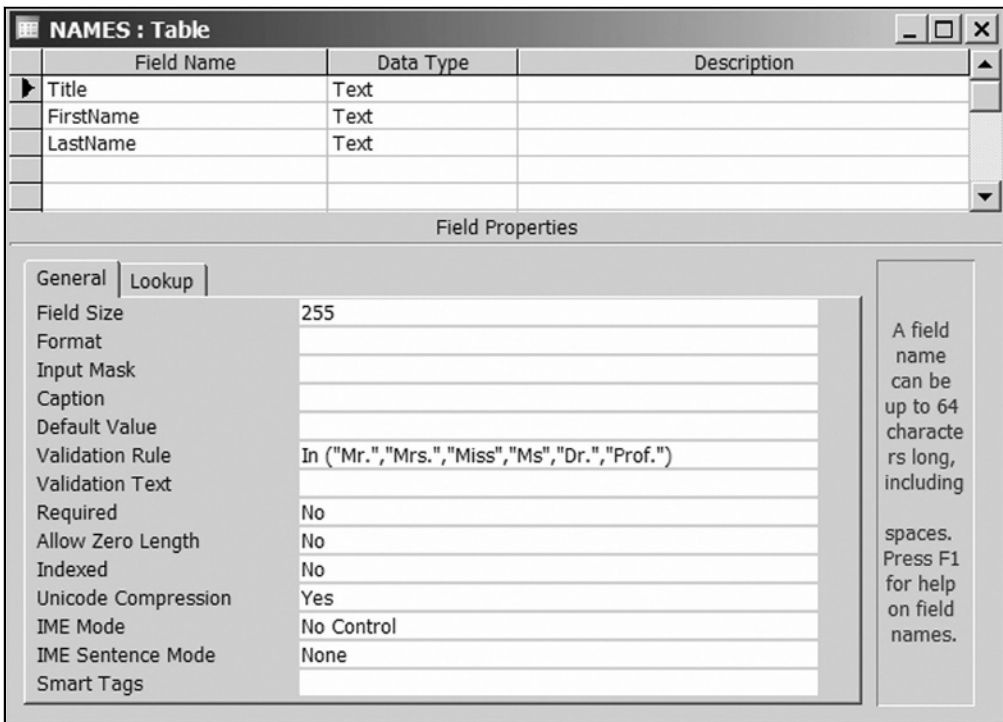 NAMES : Table
Field Name Data Type Description
Title Text
FirstName Text
LastName Text
Field Properties
General Lookup
Field Size 255
Format
Input Mask
Caption
Default Value
Validation Rule In ("Mr.","Mrs.","Miss","Ms","Dr.","Prof.")
Validation Text
Required No
Allow Zero Length No
Indexed No
Unicode Compression Yes
IME Mode No Control
IME Sentence Mode None
Smart Tags
A field
name
can be
up to 64
characte
rs long,
including
spaces.
Press F1
for help
on field
names.